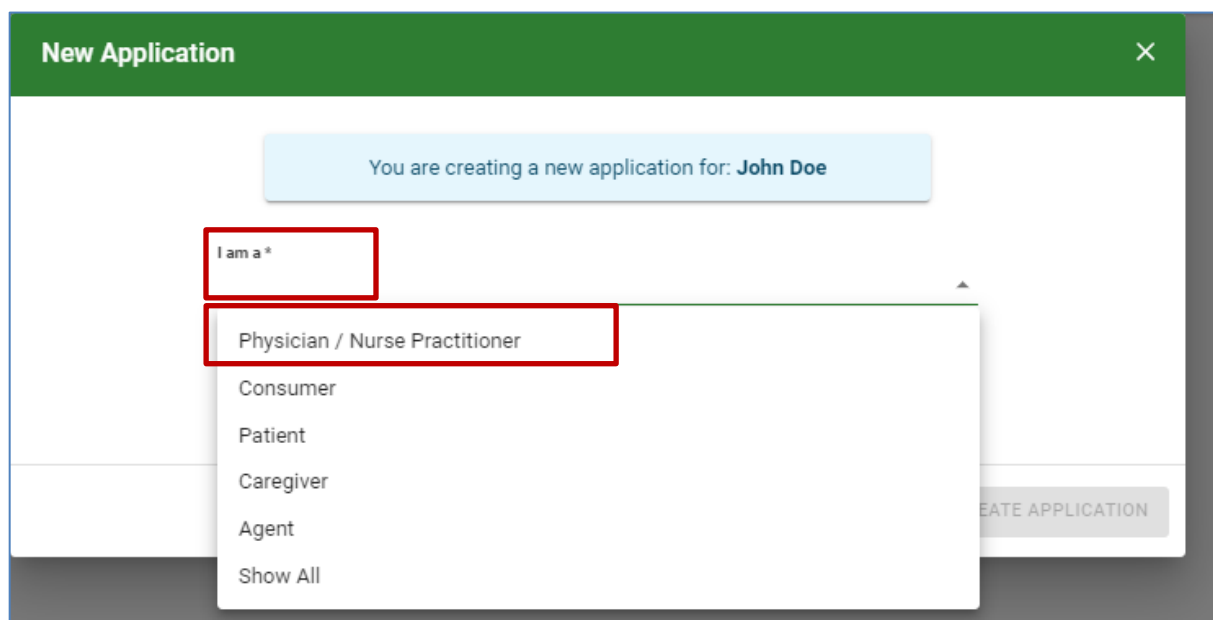 New Application
You are creating a new application for: John Doe
I am a *
Physician / Nurse Practitioner
Consumer
Patient
Caregiver
Agent
Show All
EATE APPLICATION